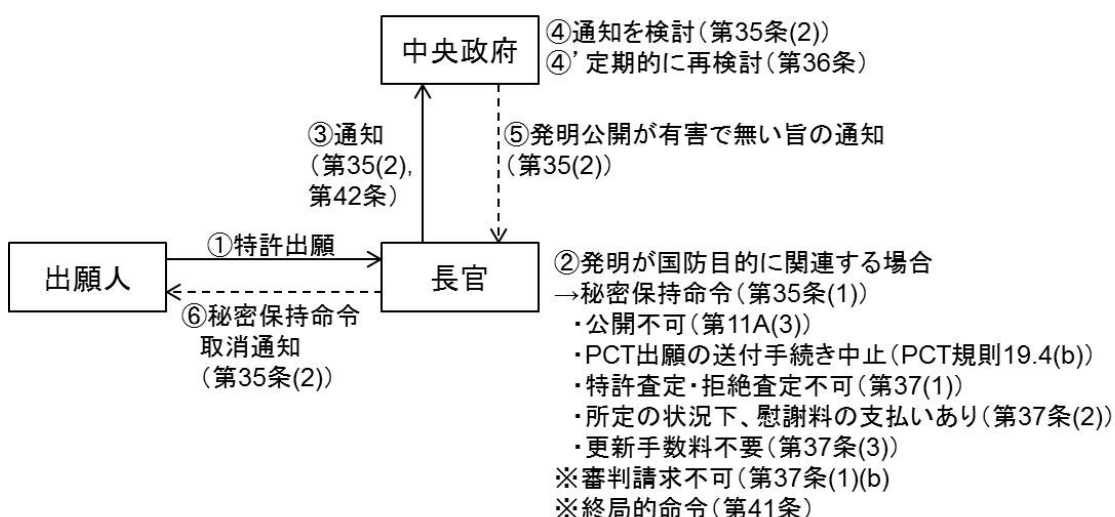 中央政府
④通知を検討（第35条(2)）
④’定期的に再検討（第36条）
③通知
（第35(2),
第42条）
⑤発明公開が有害で無い旨の通知
（第35(2)）
①特許出願
出願人
長官
⑥秘密保持命令
取消通知
（第35条(2)）
②発明が国防目的に関連する場合
→秘密保持命令（第35条(1)）
・公開不可（第11A(3)）
・PCT出願の送付手続き中止（PCT規則19.4(b)）
・特許査定・拒絶査定不可（第37(1)）
・所定の状況下、慰謝料の支払いあり（第37条(2)）
・更新手数料不要（第37条(3)）
※審判請求不可（第37条(1)(b)
※終局的命令（第41条）